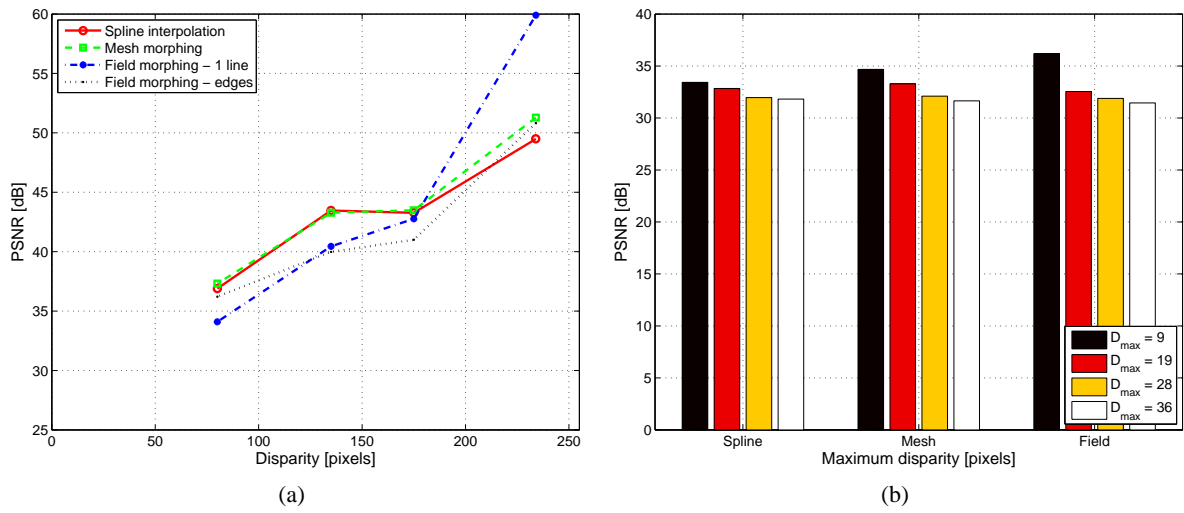 Spline interpolation
Mesh morphing
Field morphing − 1 line
Field morphing − edges
60
55
50
45
40
35
30
25
0 50 100 150 200 250
PSNR [dB]
Disparity [pixels]
(a)
40
35
30
25
20
15
10
5
0
PSNR [dB]
D_max = 9
D_max = 19
D_max = 28
D_max = 36
Spline Mesh Field
Maximum disparity [pixels]
(b)